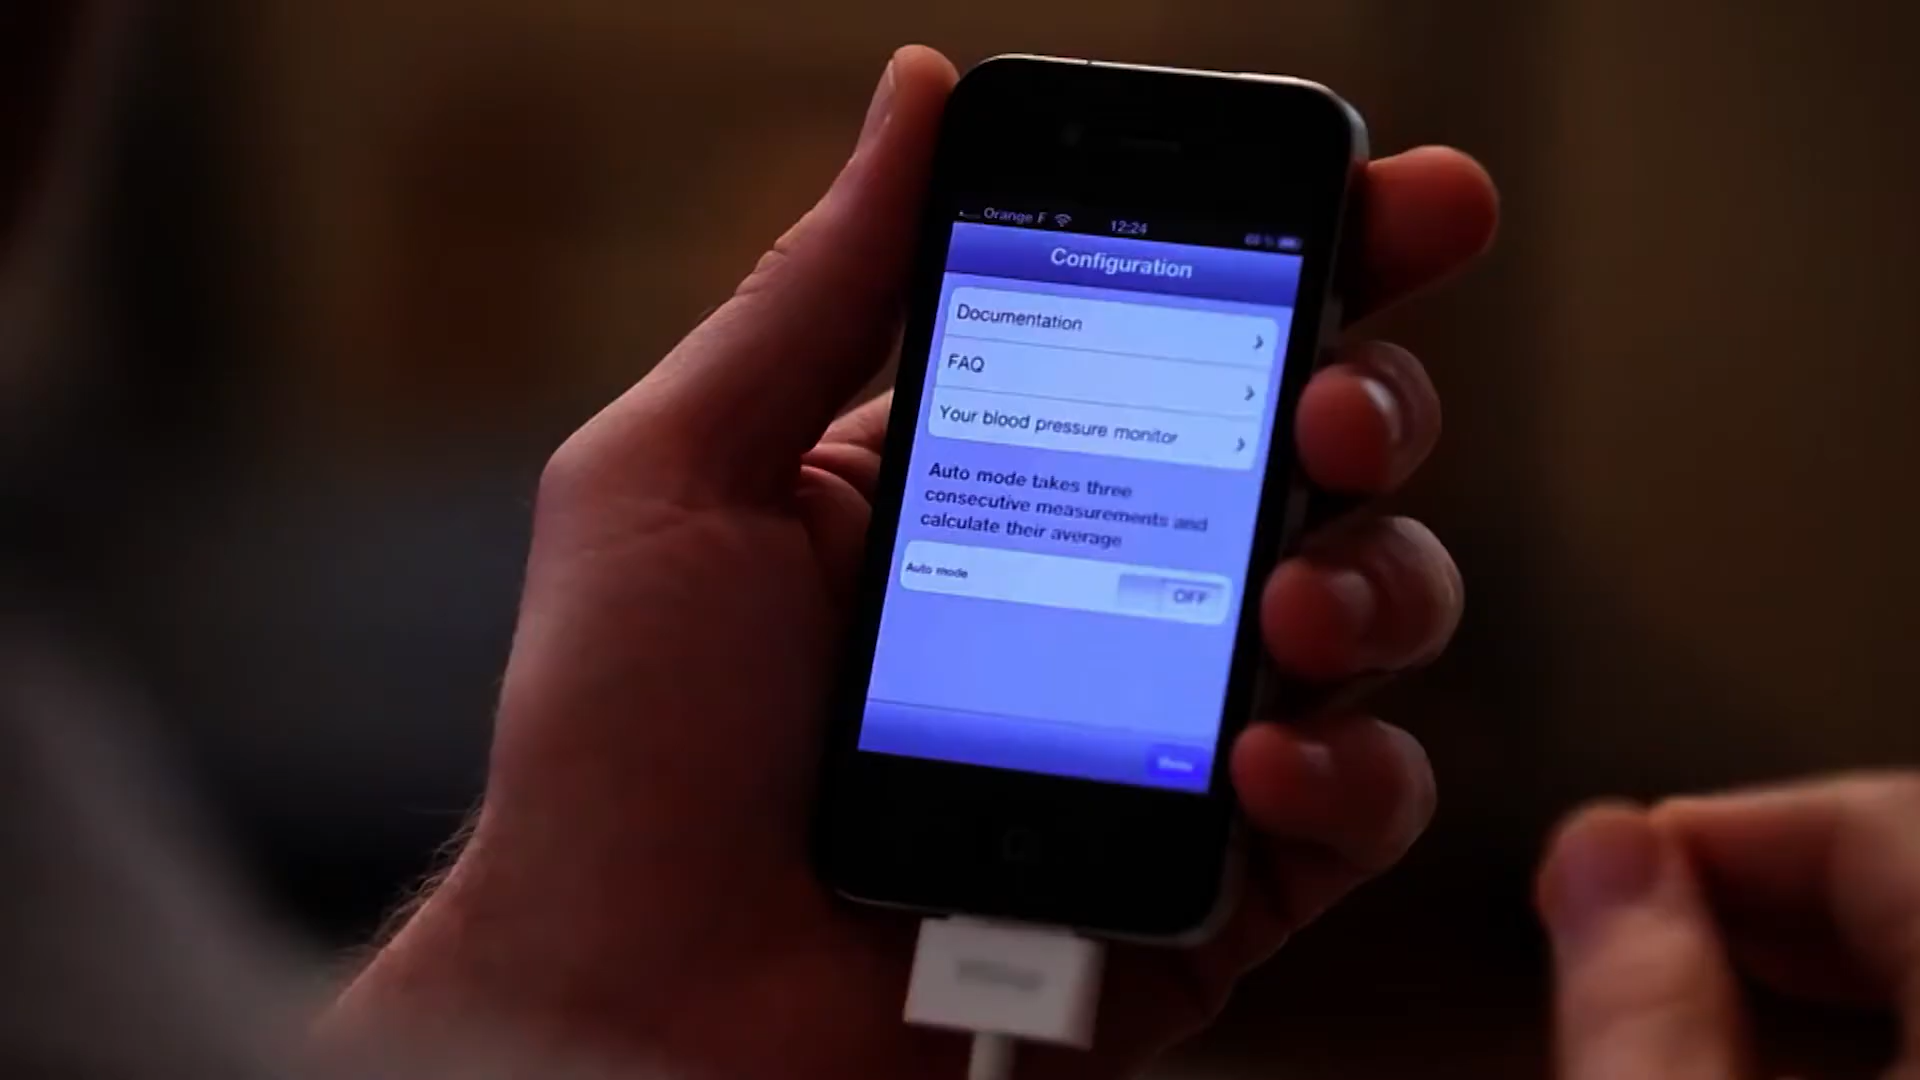 Orange F 12:24
Configuration
Documentation
FAQ
Your blood pressure monitor
Auto mode takes three
consecutive measurements and
calculate their average
Auto mode OFF